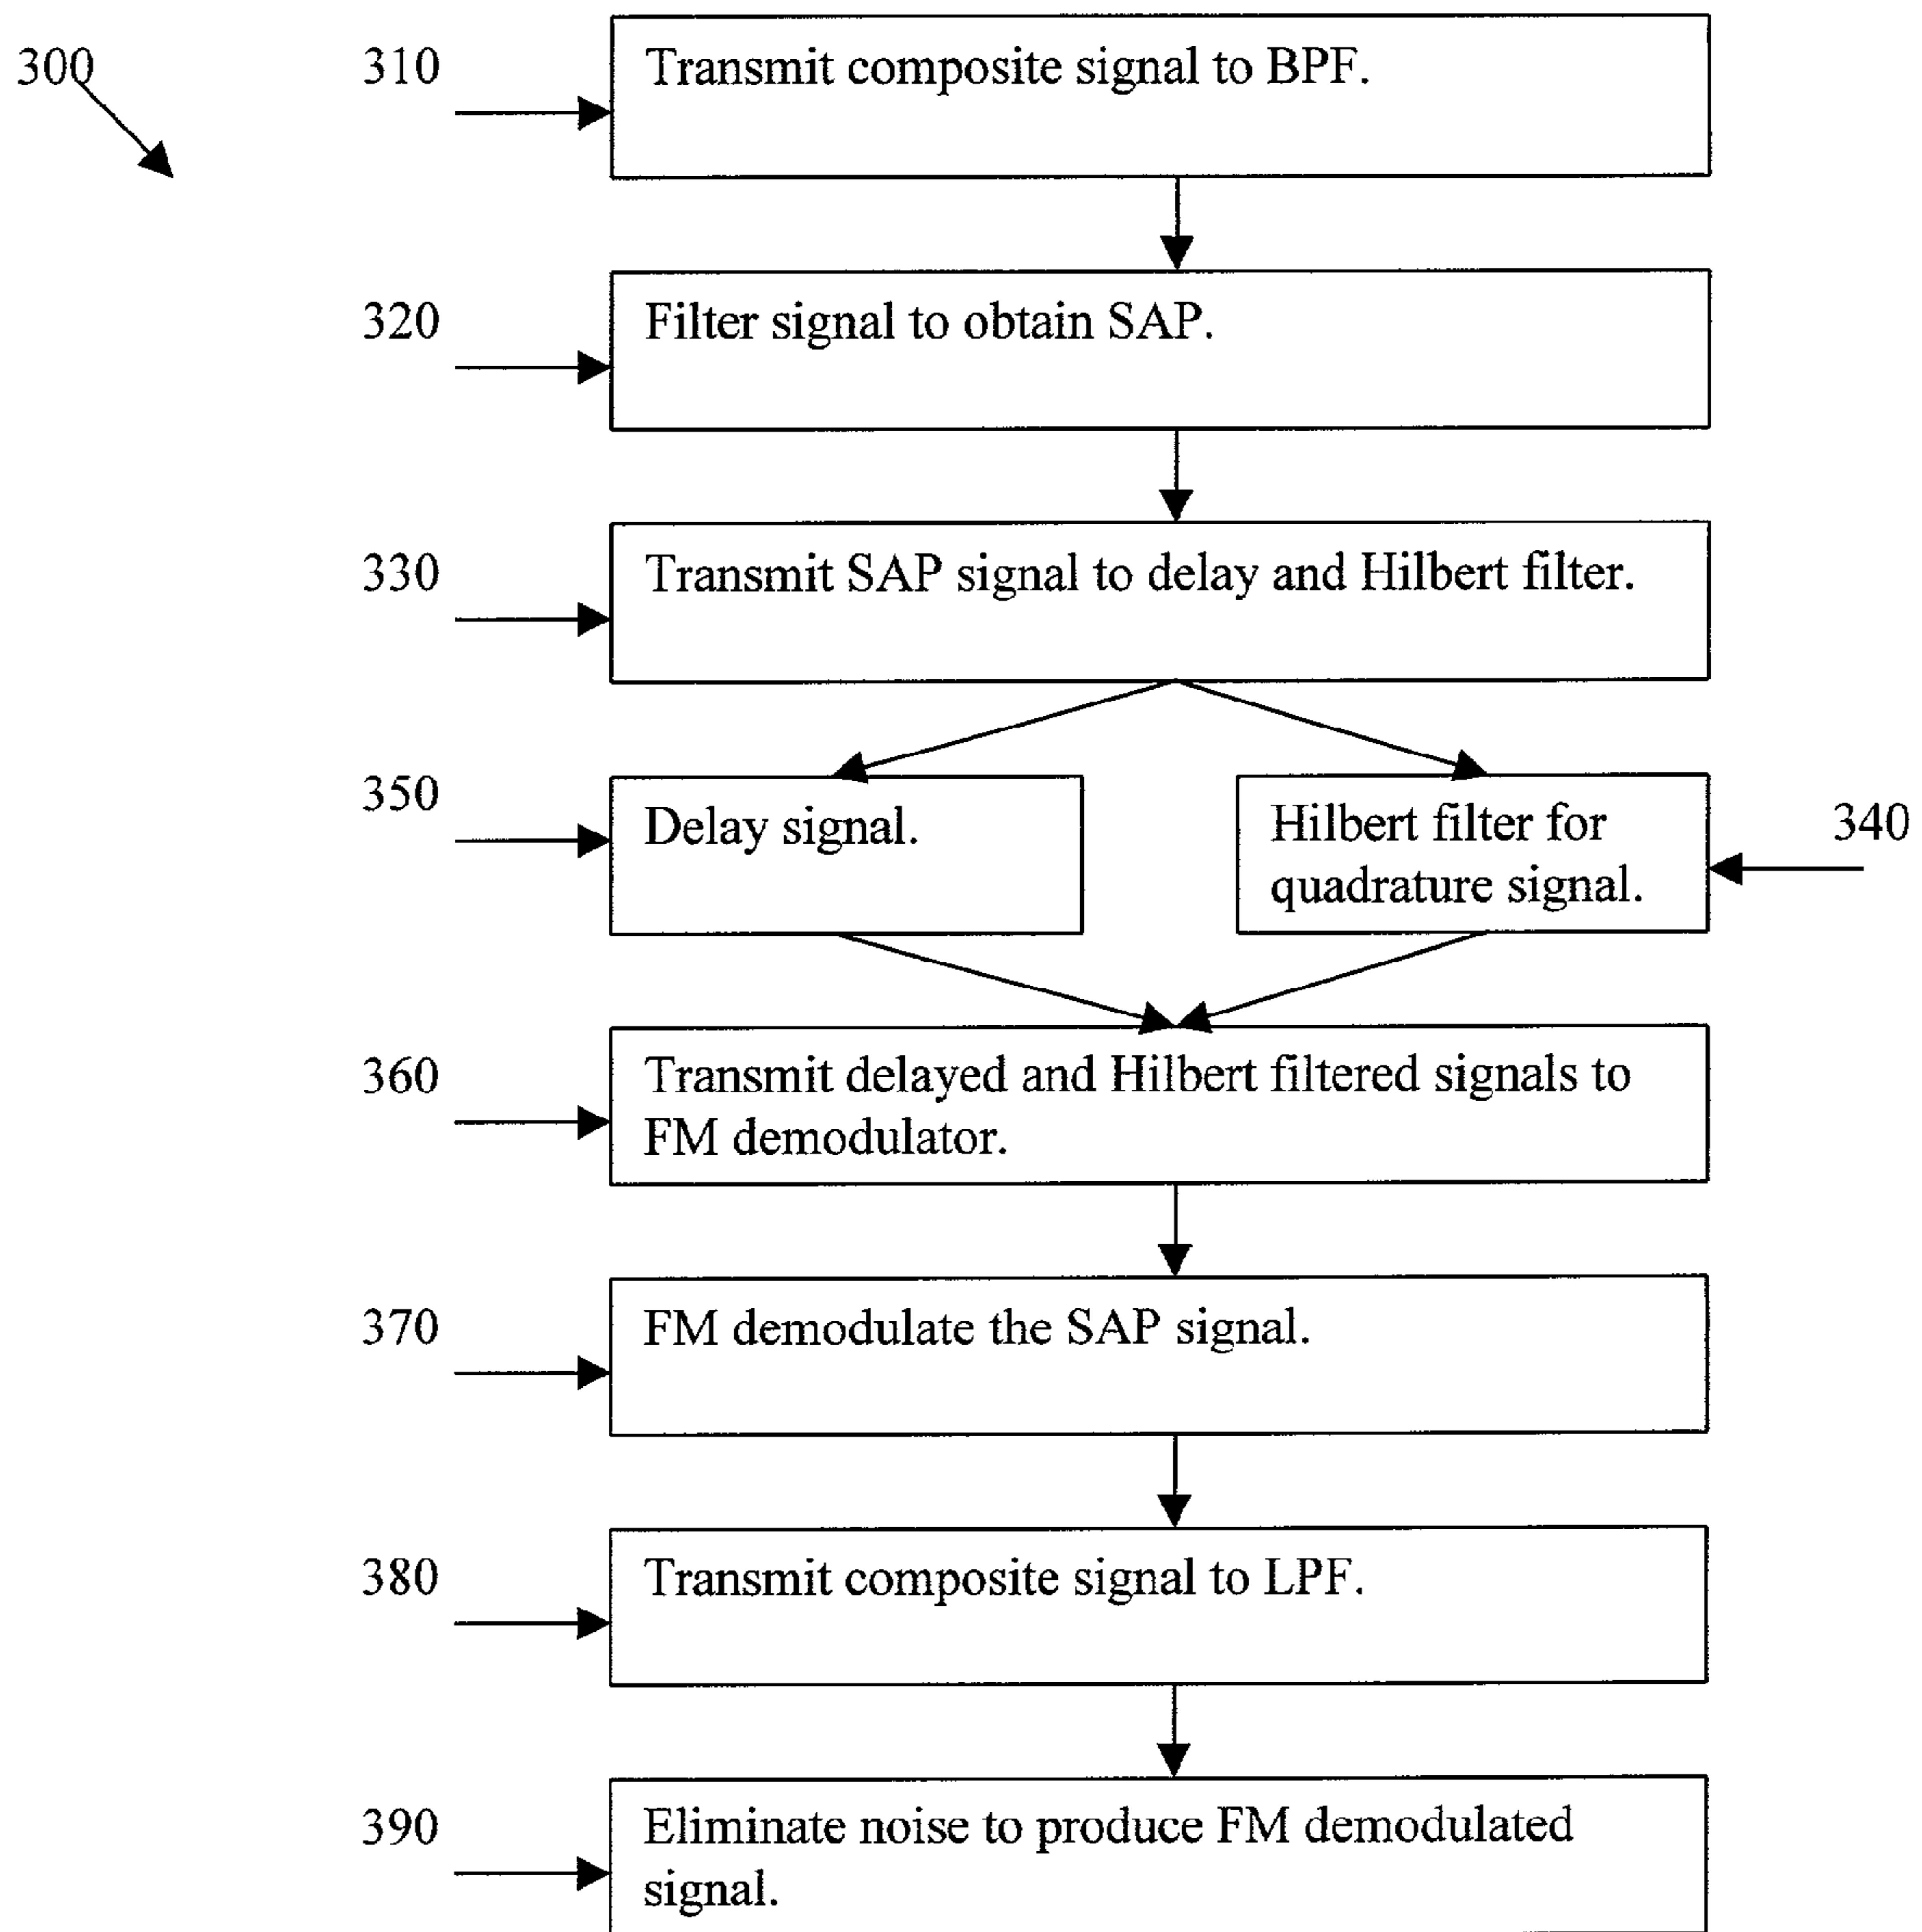 300
310
Transmit composite signal to BPF.
320
Filter signal to obtain SAP.
330
Transmit SAP signal to delay and Hilbert filter.
350
Delay signal.
Hilbert filter for
quadrature signal.
340
360
Transmit delayed and Hilbert filtered signals to
FM demodulator.
370
FM demodulate the SAP signal.
380
Transmit composite signal to LPF.
390
Eliminate noise to produce FM demodulated
signal.